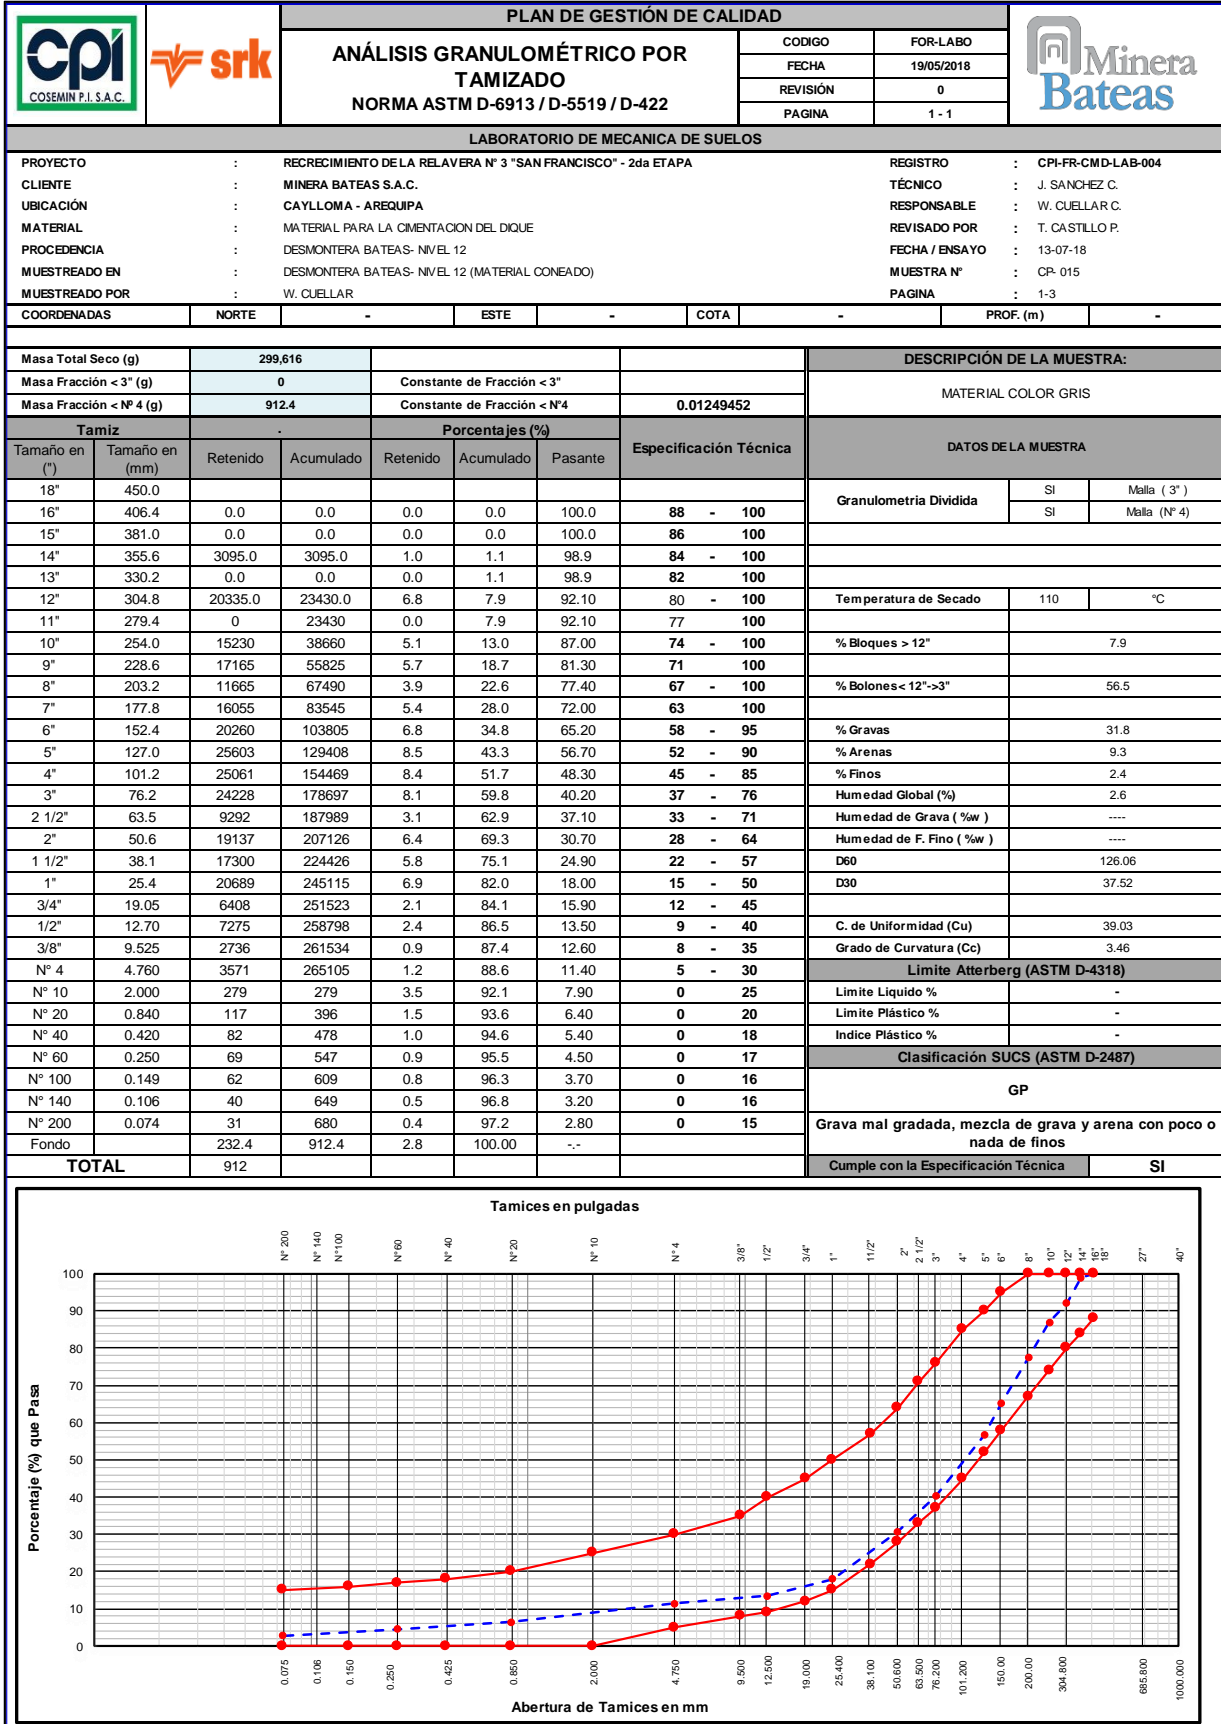 PLAN DE GESTIÓN DE CALIDAD
cpi
COSEMIN P.I. S.A.C.
srk
ANÁLISIS GRANULOMÉTRICO POR TAMIZADO
NORMA ASTM D-6913 / D-5519 / D-422
CODIGO FOR-LABO
FECHA 19/05/2018
REVISIÓN 0
PAGINA 1 - 1
Minera Bateas
LABORATORIO DE MECANICA DE SUELOS
PROYECTO : RECRECIMIENTO DE LA RELAVERA N° 3 "SAN FRANCISCO" - 2da ETAPA REGISTRO : CPI-FR-CMD-LAB-004
CLIENTE : MINERA BATEAS S.A.C. TÉCNICO : J. SANCHEZ C.
UBICACIÓN : CAYLLOMA - AREQUIPA RESPONSABLE : W. CUELLAR C.
MATERIAL : MATERIAL PARA LA CIMENTACION DEL DIQUE REVISADO POR : T. CASTILLO P.
PROCEDENCIA : DESMONTERA BATEAS- NIVEL 12 FECHA / ENSAYO : 13-07-18
MUESTREADO EN : DESMONTERA BATEAS- NIVEL 12 (MATERIAL CONEADO) MUESTRA N° : CP- 015
MUESTREADO POR : W. CUELLAR PAGINA : 1-3
COORDENADAS NORTE - ESTE - COTA - PROF. (m) -
Masa Total Seco (g) 299,616 DESCRIPCIÓN DE LA MUESTRA:
Masa Fracción < 3" (g) 0 Constante de Fracción < 3"
MATERIAL COLOR GRIS
Masa Fracción < Nº 4 (g) 912.4 Constante de Fracción < N°4 0.01249452
Tamiz . Porcentajes (%) Especificación Técnica DATOS DE LA MUESTRA
Tamaño en (") Tamaño en (mm) Retenido Acumulado Retenido Acumulado Pasante
18" 450.0 Granulometria Dividida SI Malla ( 3" )
16" 406.4 0.0 0.0 0.0 0.0 100.0 88 - 100 SI Malla (N° 4)
15" 381.0 0.0 0.0 0.0 0.0 100.0 86 100
14" 355.6 3095.0 3095.0 1.0 1.1 98.9 84 - 100
13" 330.2 0.0 0.0 0.0 1.1 98.9 82 100
12" 304.8 20335.0 23430.0 6.8 7.9 92.10 80 - 100 Temperatura de Secado 110 °C
11" 279.4 0 23430 0.0 7.9 92.10 77 100
10" 254.0 15230 38660 5.1 13.0 87.00 74 - 100 % Bloques > 12" 7.9
9" 228.6 17165 55825 5.7 18.7 81.30 71 100
8" 203.2 11665 67490 3.9 22.6 77.40 67 - 100 % Bolones< 12"->3" 56.5
7" 177.8 16055 83545 5.4 28.0 72.00 63 100
6" 152.4 20260 103805 6.8 34.8 65.20 58 - 95 % Gravas 31.8
5" 127.0 25603 129408 8.5 43.3 56.70 52 - 90 % Arenas 9.3
4" 101.2 25061 154469 8.4 51.7 48.30 45 - 85 % Finos 2.4
3" 76.2 24228 178697 8.1 59.8 40.20 37 - 76 Humedad Global (%) 2.6
2 1/2" 63.5 9292 187989 3.1 62.9 37.10 33 - 71 Humedad de Grava ( %w ) ----
2" 50.6 19137 207126 6.4 69.3 30.70 28 - 64 Humedad de F. Fino ( %w ) ----
1 1/2" 38.1 17300 224426 5.8 75.1 24.90 22 - 57 D60 126.06
1" 25.4 20689 245115 6.9 82.0 18.00 15 - 50 D30 37.52
3/4" 19.05 6408 251523 2.1 84.1 15.90 12 - 45
1/2" 12.70 7275 258798 2.4 86.5 13.50 9 - 40 C. de Uniformidad (Cu) 39.03
3/8" 9.525 2736 261534 0.9 87.4 12.60 8 - 35 Grado de Curvatura (Cc) 3.46
N° 4 4.760 3571 265105 1.2 88.6 11.40 5 - 30 Limite Atterberg (ASTM D-4318)
N° 10 2.000 279 279 3.5 92.1 7.90 0 25 Limite Liquido % -
N° 20 0.840 117 396 1.5 93.6 6.40 0 20 Limite Plástico % -
N° 40 0.420 82 478 1.0 94.6 5.40 0 18 Indice Plástico % -
N° 60 0.250 69 547 0.9 95.5 4.50 0 17 Clasificación SUCS (ASTM D-2487)
N° 100 0.149 62 609 0.8 96.3 3.70 0 16
GP
N° 140 0.106 40 649 0.5 96.8 3.20 0 16
N° 200 0.074 31 680 0.4 97.2 2.80 0 15 Grava mal gradada, mezcla de grava y arena con poco o nada de finos
Fondo 232.4 912.4 2.8 100.00 -.-
TOTAL 912 Cumple con la Especificación Técnica SI
Tamices en pulgadas
N° 200 N° 140 N°100 N°60 N° 40 N°20 N° 10 N° 4 3/8" 1/2" 3/4" 1" 11/2" 2" 2 1/2" 3" 4" 5" 6" 8" 10" 12" 14" 16" 18" 27" 40"
100
90
80
70
60
50
40
30
20
10
0
Porcentaje (%) que Pasa
0.075 0.106 0.150 0.250 0.425 0.850 2.000 4.750 9.500 12.500 19.000 25.400 38.100 50.600 63.500 76.200 101.200 150.00 200.00 304.800 685.800 1000.000
Abertura de Tamices en mm